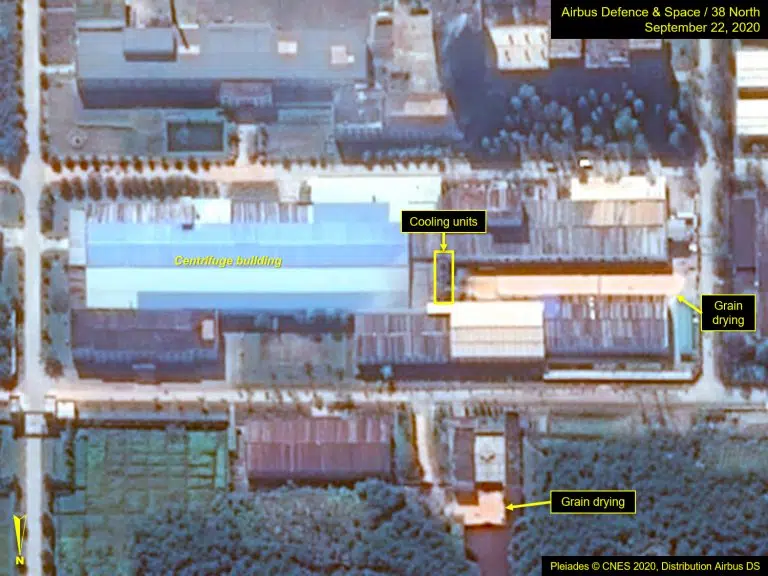 Airbus Defence & Space / 38 North
September 22, 2020
Cooling units
Centrifuge building
Grain
drying
Grain drying
N
Pleiades © CNES 2020, Distribution Airbus DS